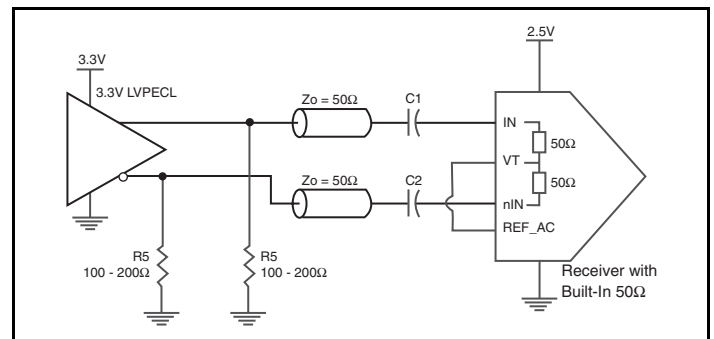 2.5V
3.3V
3.3V LVPECL
Zo = 50Ω
C1
IN
50Ω
VT
50Ω
Zo = 50Ω
C2
nIN
REF_AC
R5
100 - 200Ω
R5
100 - 200Ω
Receiver with
Built-In 50Ω